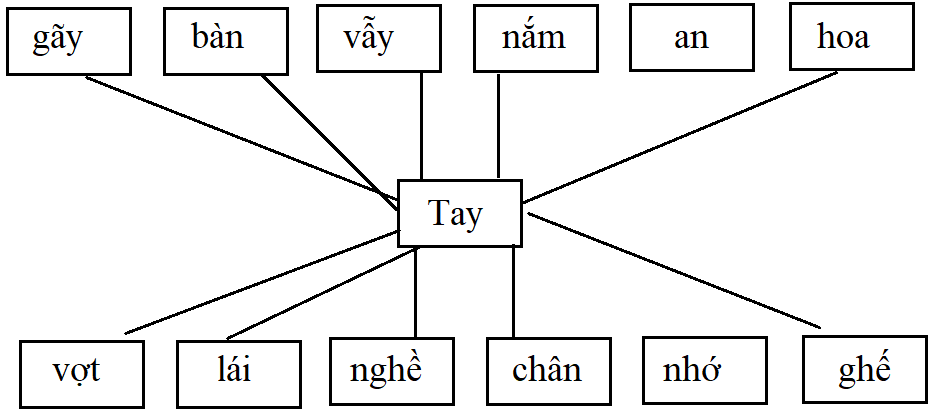 gãy bàn vẫy nắm an hoa
Tay
vợt lái nghề chân nhớ ghế